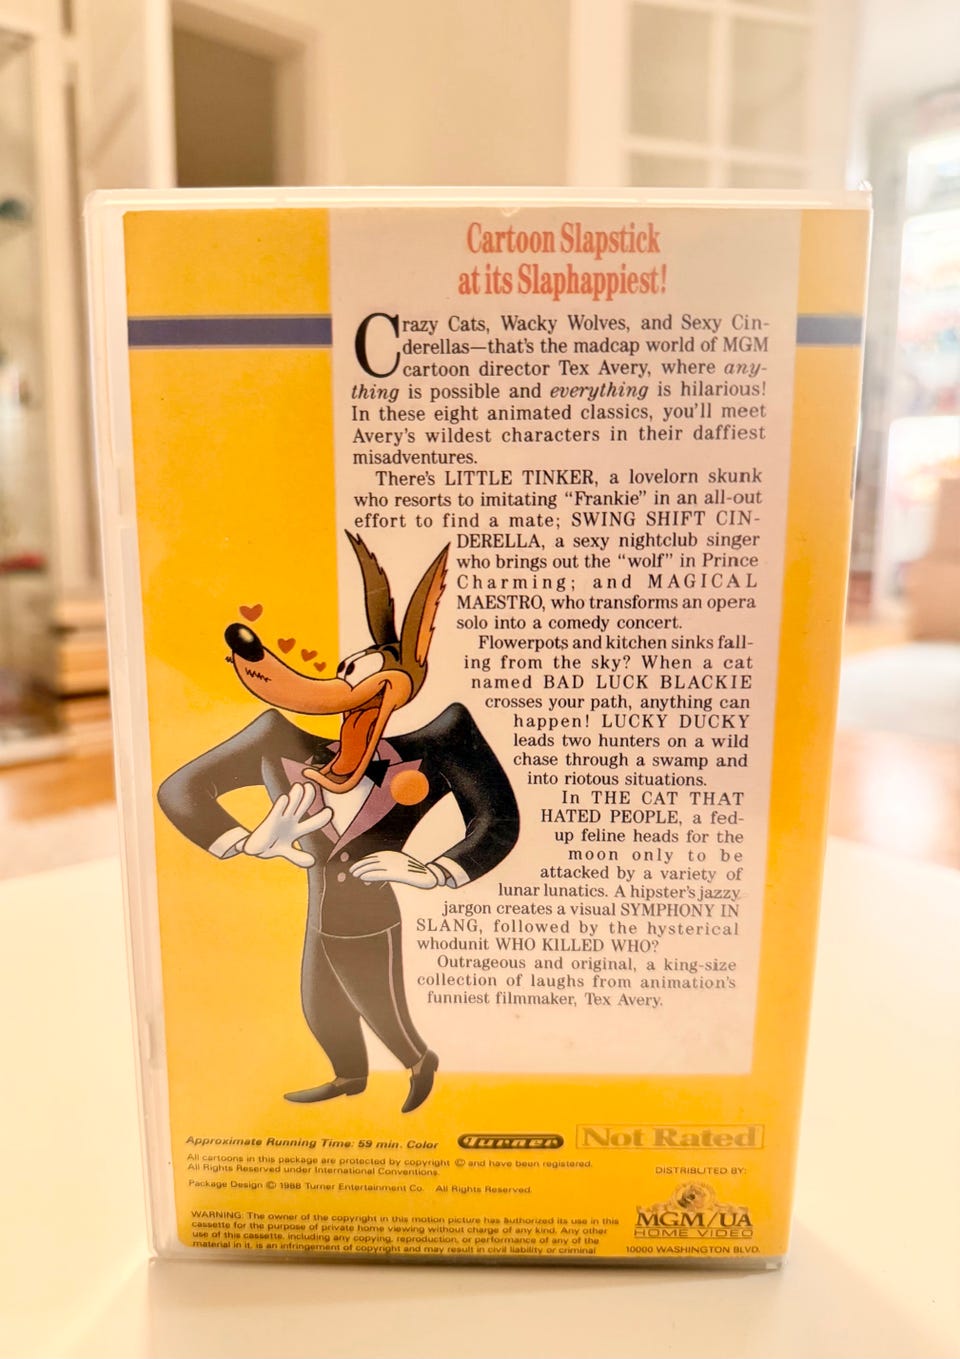 Cartoon Slapstick
at its Slaphappiest!
Crazy Cats, Wacky Wolves, and Sexy Cin-
derellas—that's the madcap world of MGM
cartoon director Tex Avery, where any-
thing is possible and everything is hilarious!
In these eight animated classics, you'll meet
Avery's wildest characters in their daffiest
misadventures.
There's LITTLE TINKER, a lovelorn skunk
who resorts to imitating “Frankie” in an all-out
effort to find a mate; SWING SHIFT CIN-
DERELLA, a sexy nightclub singer
who brings out the “wolf” in Prince
Charming; and MAGICAL
MAESTRO, who transforms an opera
solo into a comedy concert.
Flowerpots and kitchen sinks fall-
ing from the sky? When a cat
named BAD LUCK BLACKIE
crosses your path, anything can
happen! LUCKY DUCKY
leads two hunters on a wild
chase through a swamp and
into riotous situations.
In THE CAT THAT
HATED PEOPLE, a fed-
up feline heads for the
moon only to be
attacked by a variety of
lunar lunatics. A hipster's jazzy
jargon creates a visual SYMPHONY IN
SLANG, followed by the hysterical
whodunit WHO KILLED WHO?
Outrageous and original, a king-size
collection of laughs from animation's
funniest filmmaker, Tex Avery.
Approximate Running Time: 59 min. Color
Turner
Not Rated
All cartoons in this package are protected by copyright © and have been registered.
All Rights Reserved under International Conventions.
Package Design © 1988 Turner Entertainment Co. All Rights Reserved.
DISTRIBUTED BY:
MGM/UA
HOME VIDEO
10000 WASHINGTON BLVD.
WARNING: The owner of the copyright in this motion picture has authorized its use in this
cassette for the purpose of private home viewing without charge of any kind. Any other
use of this cassette, including any copying, reproduction, or performance of any of the
material in it, is an infringement of copyright and may result in civil liability or criminal